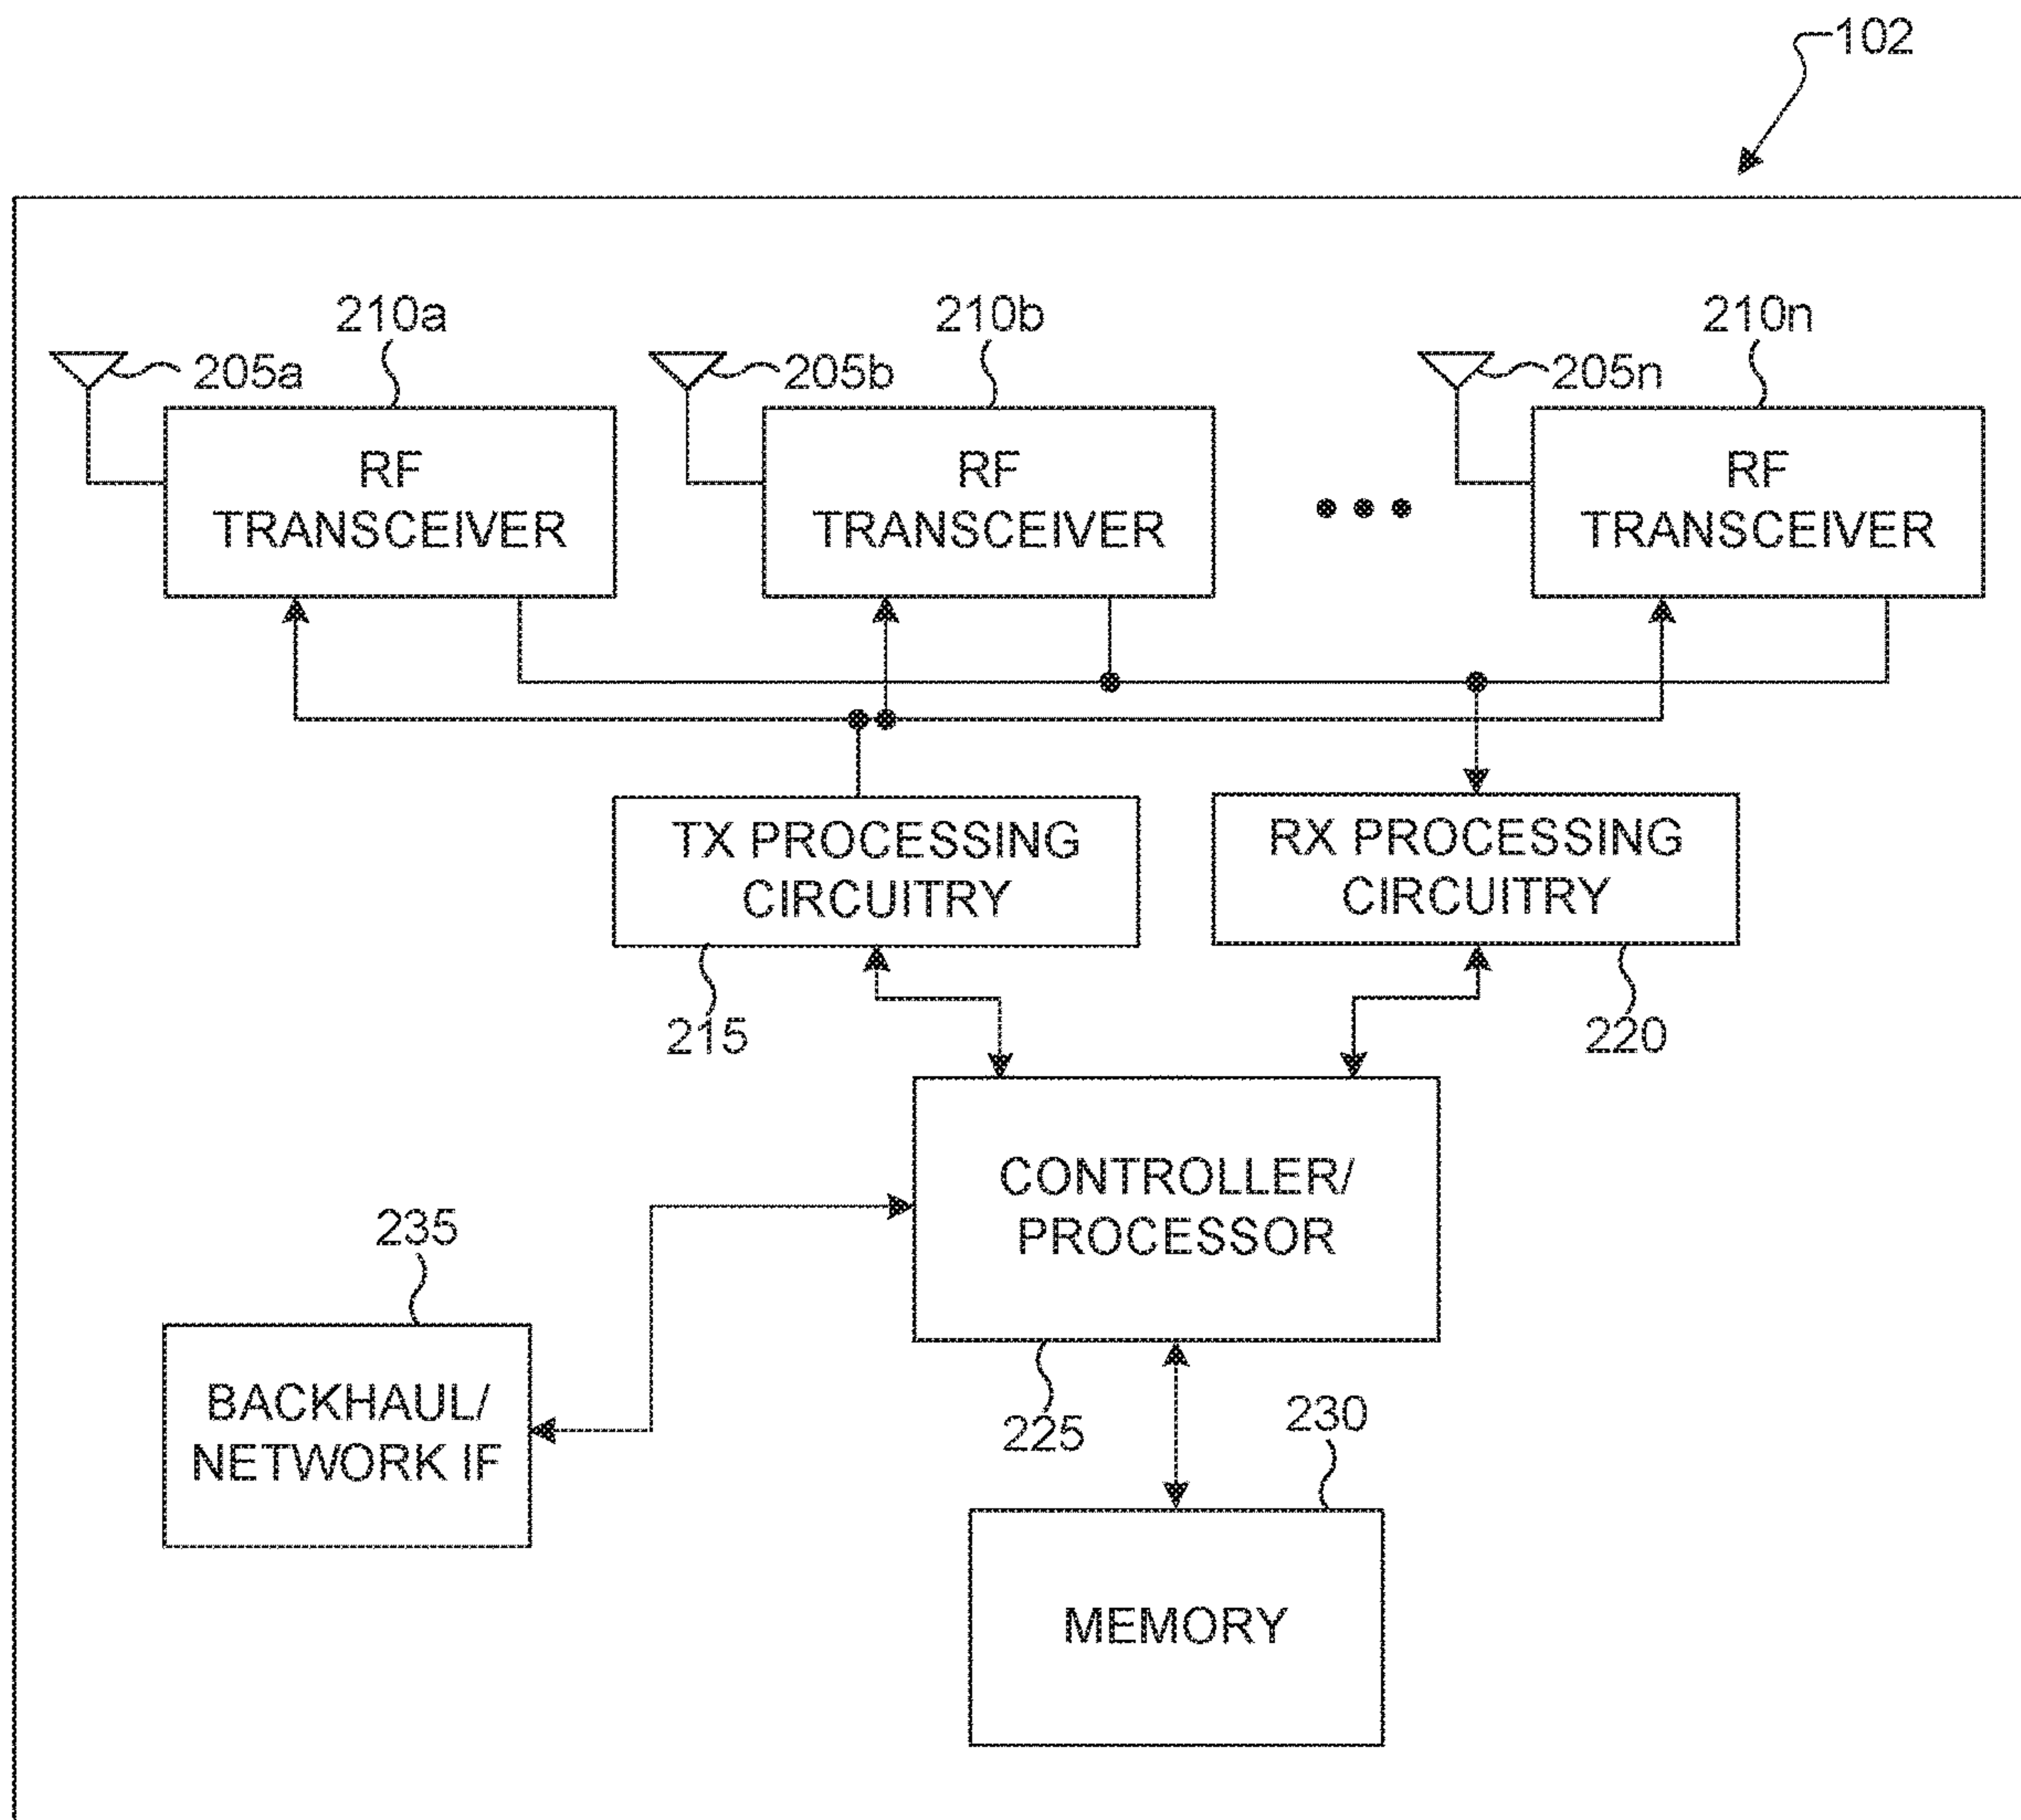 102
210a
210b
210n
205a
205b
205n
RF
TRANSCEIVER
RF
TRANSCEIVER
RF
TRANSCEIVER
TX PROCESSING
CIRCUITRY
RX PROCESSING
CIRCUITRY
215
220
CONTROLLER/
PROCESSOR
235
BACKHAUL/
NETWORK IF
225
230
MEMORY